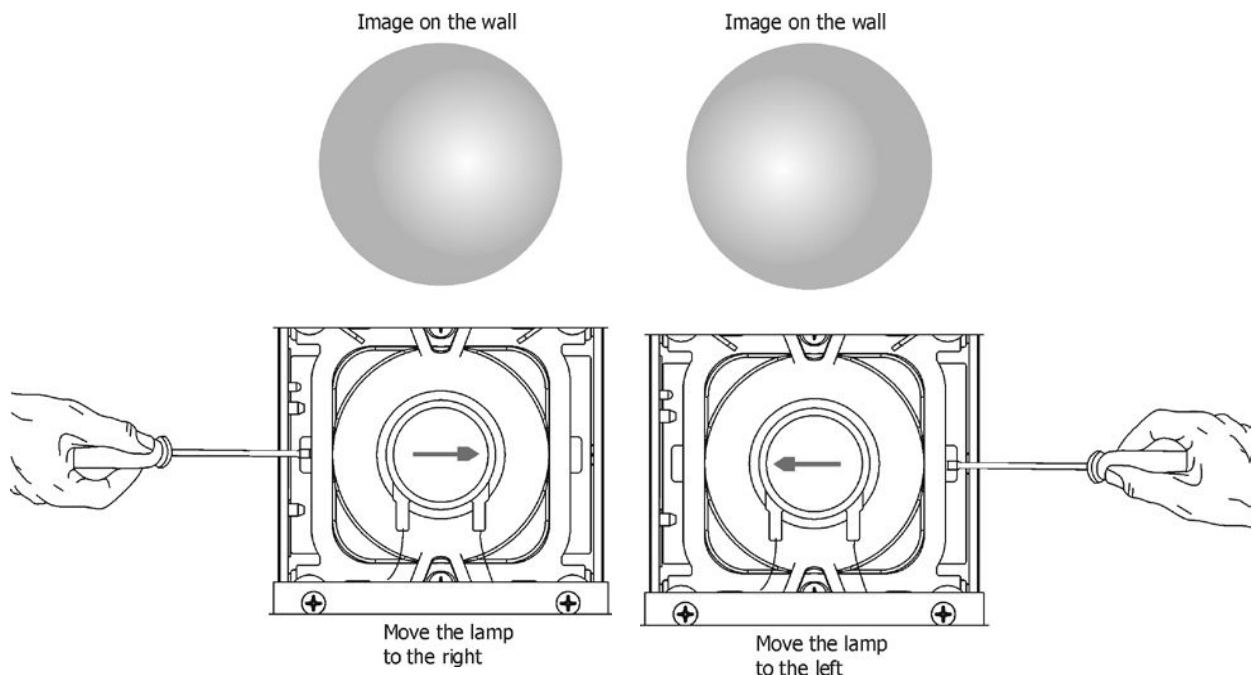 Image on the wall
Image on the wall
Move the lamp
to the right
Move the lamp
to the left